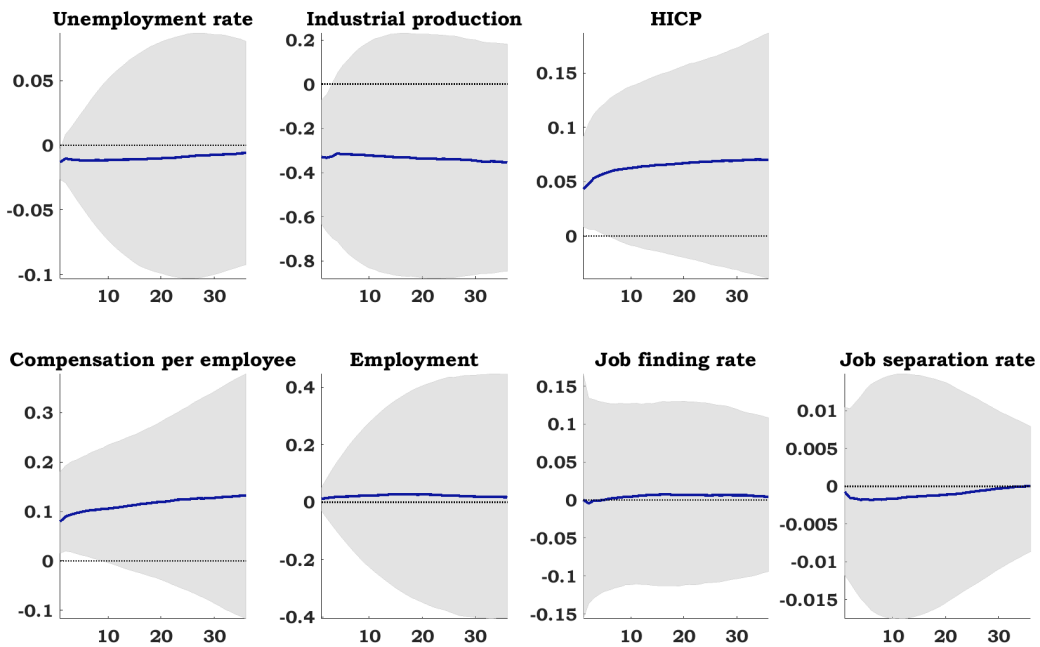 Unemployment rate
0.05
0
-0.05
-0.1
10 20 30
Industrial production
0.2
0
-0.2
-0.4
-0.6
-0.8
10 20 30
HICP
0.15
0.1
0.05
0
10 20 30
Compensation per employee
0.3
0.2
0.1
0
-0.1
10 20 30
Employment
0.4
0.2
0
-0.2
-0.4
10 20 30
Job finding rate
0.15
0.1
0.05
0
-0.05
-0.1
-0.15
10 20 30
Job separation rate
0.01
0.005
0
-0.005
-0.01
-0.015
10 20 30